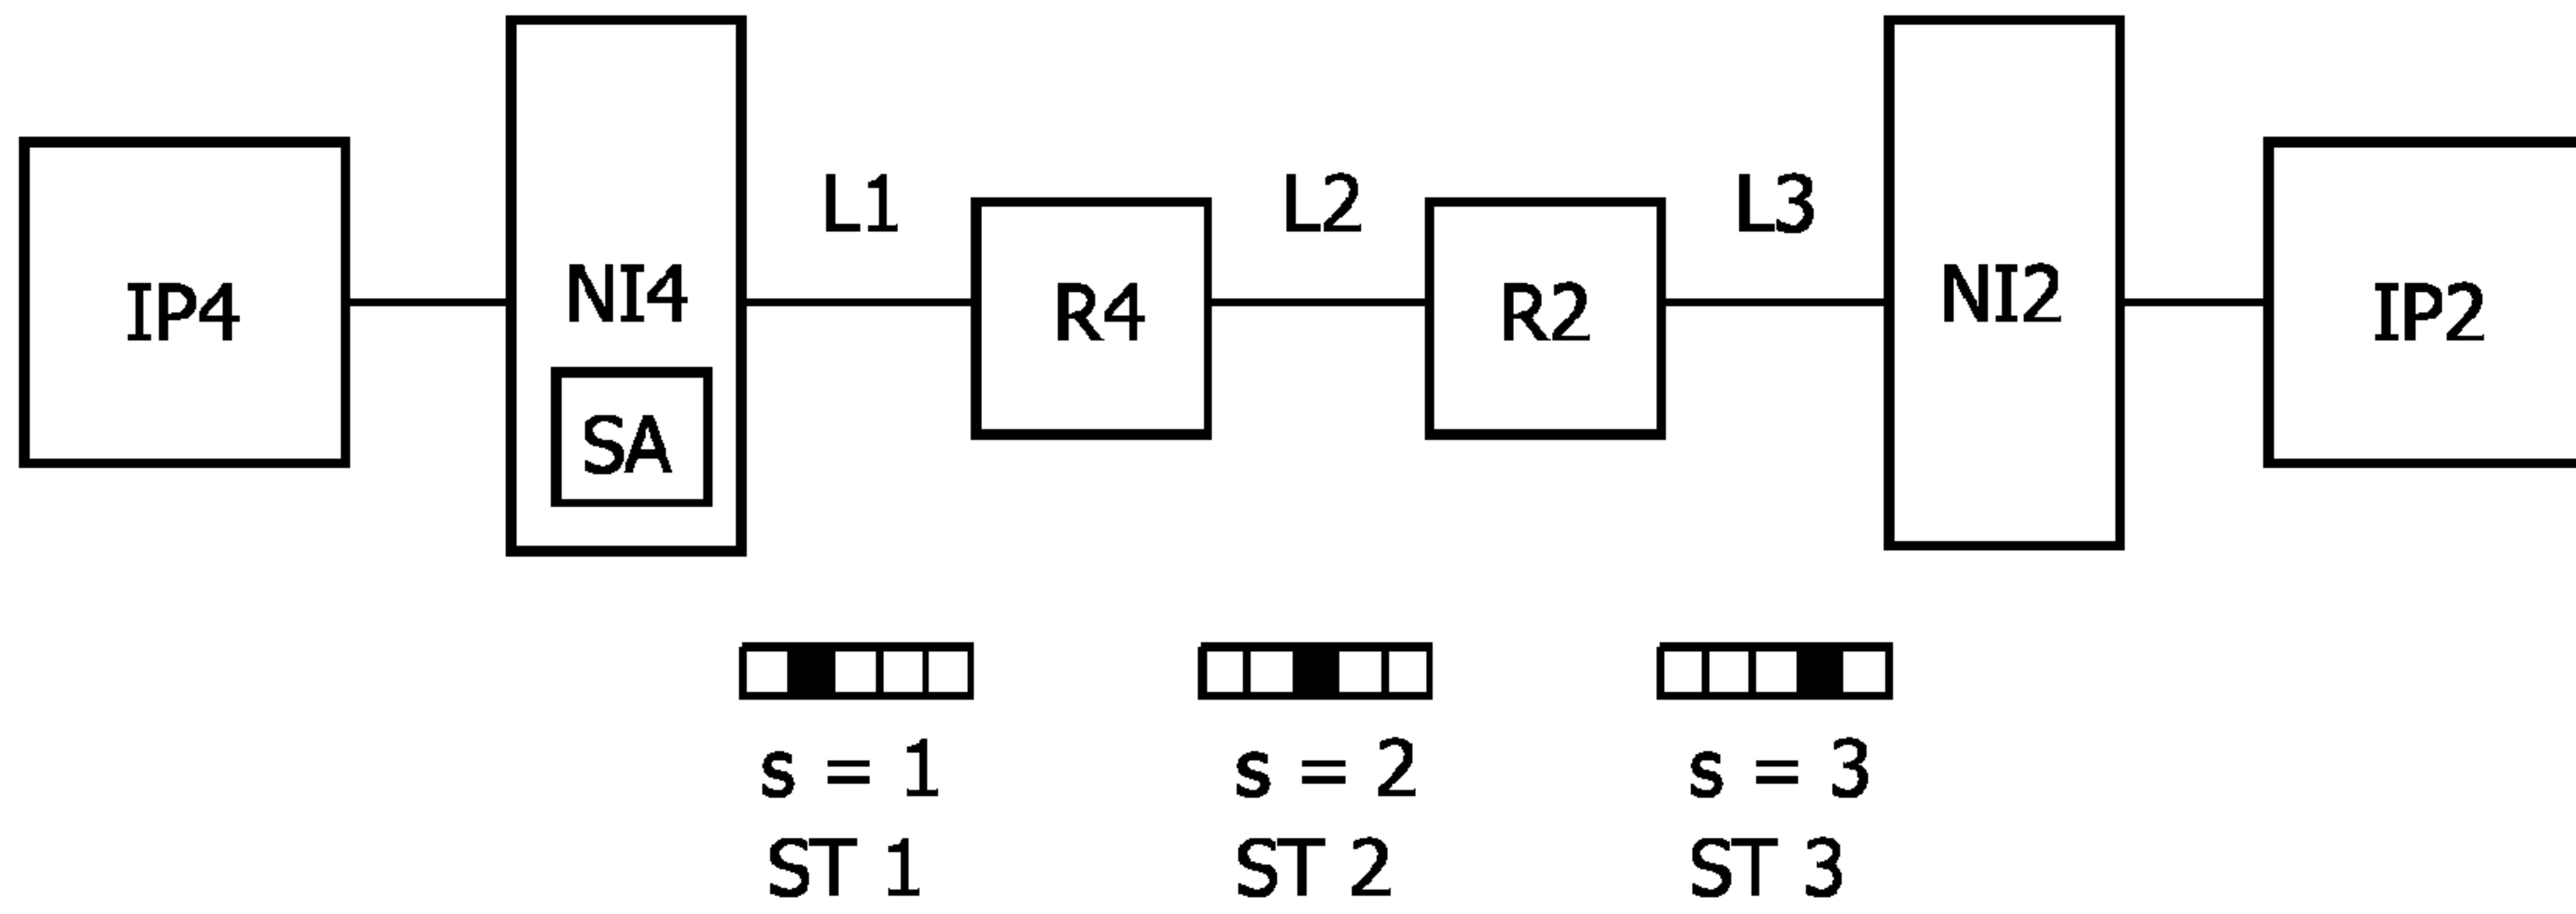 L1
L2
L3
IP4
NI4
R4
R2
NI2
IP2
SA
s = 1
s = 2
s = 3
ST 1
ST 2
ST 3